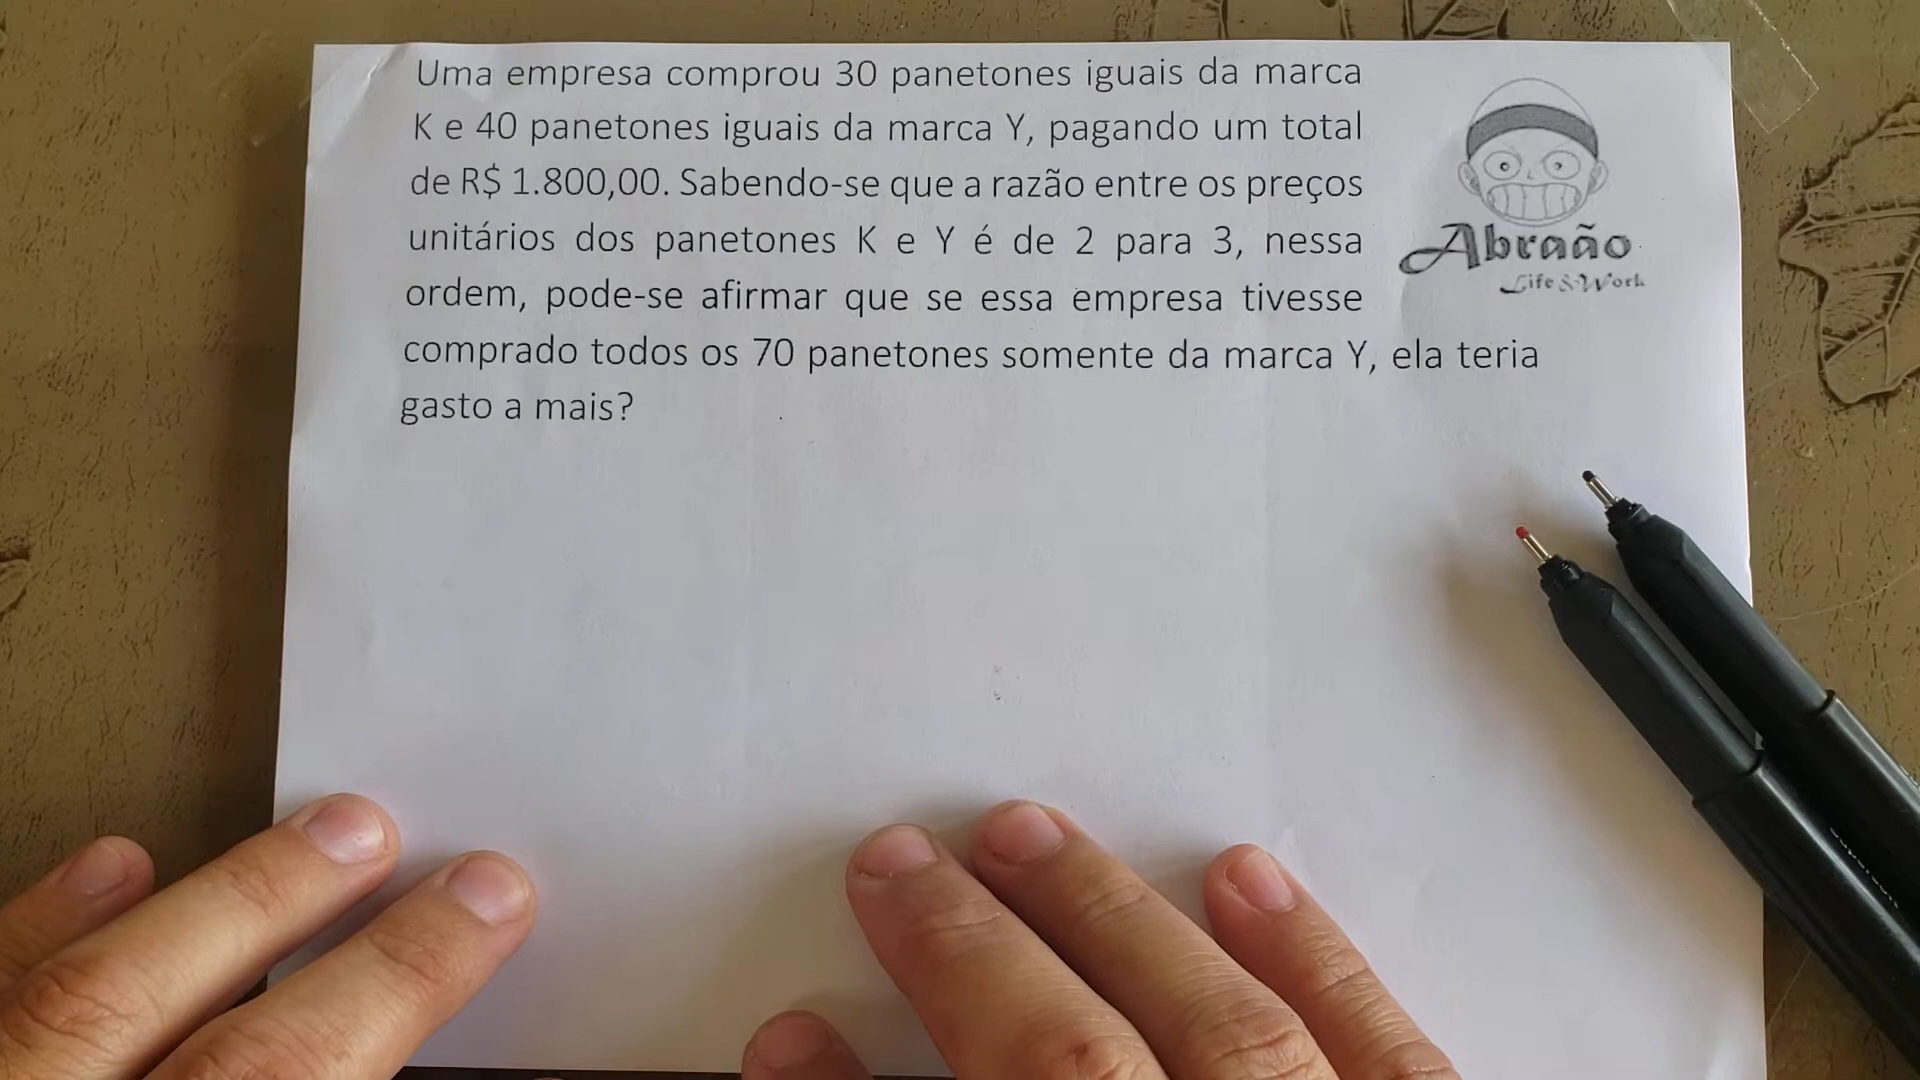 Uma empresa comprou 30 panetones iguais da marca
K e 40 panetones iguais da marca Y, pagando um total
de R$ 1.800,00. Sabendo-se que a razão entre os preços
unitários dos panetones K e Y é de 2 para 3, nessa
ordem, pode-se afirmar que se essa empresa tivesse
comprado todos os 70 panetones somente da marca Y, ela teria
gasto a mais?
Abraão
Life & Work